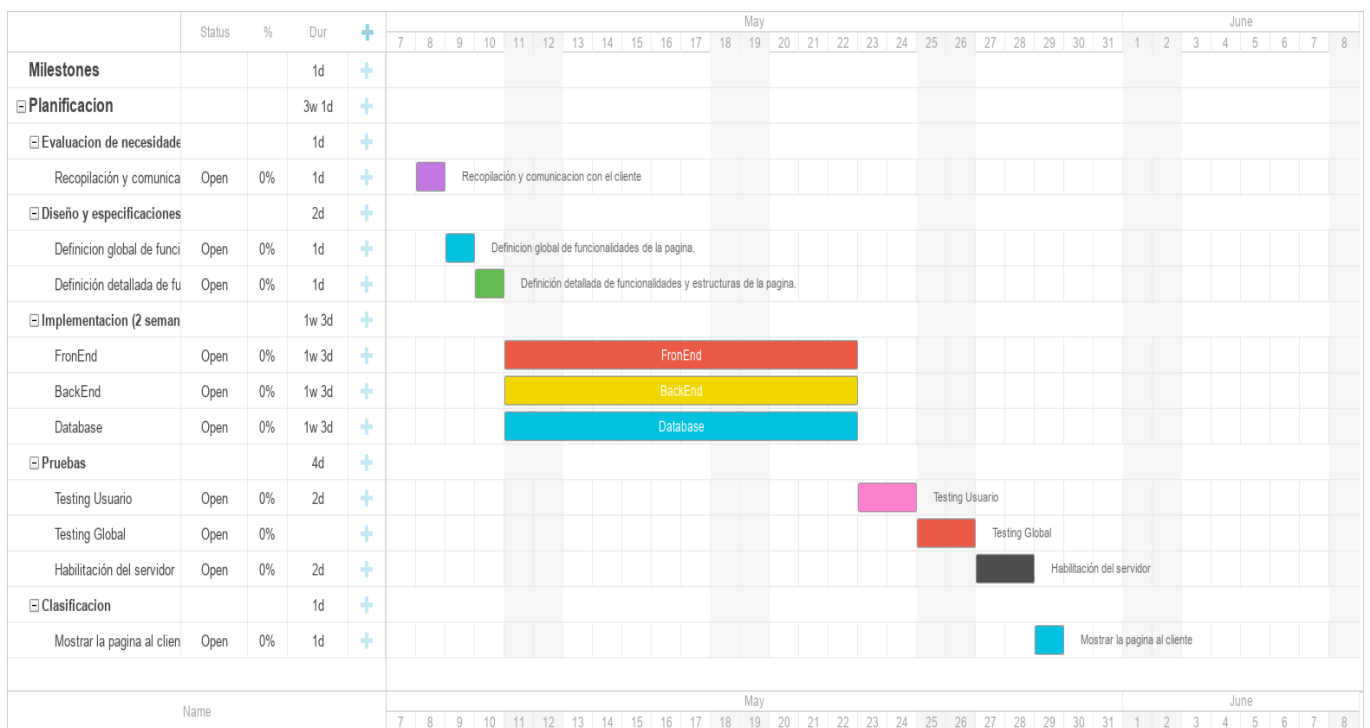 May June
Status % Dur
7 8 9 10 11 12 13 14 15 16 17 18 19 20 21 22 23 24 25 26 27 28 29 30 31 1 2 3 4 5 6 7 8
Milestones 1d
Planificacion 3w 1d
Evaluacion de necesidade 1d
Recopilación y comunica Open 0% 1d Recopilación y comunicacion con el cliente
Diseño y especificaciones 2d
Definicion global de funci Open 0% 1d Definicion global de funcionalidades de la pagina.
Definición detallada de fu Open 0% 1d Definición detallada de funcionalidades y estructuras de la pagina.
Implementacion (2 seman 1w 3d
FronEnd Open 0% 1w 3d FronEnd
BackEnd Open 0% 1w 3d BackEnd
Database Open 0% 1w 3d Database
Pruebas 4d
Testing Usuario Open 0% 2d Testing Usuario
Testing Global Open 0% Testing Global
Habilitación del servidor Open 0% 2d Habilitación del servidor
Clasificacion 1d
Mostrar la pagina al clien Open 0% 1d Mostrar la pagina al cliente
May June
Name
7 8 9 10 11 12 13 14 15 16 17 18 19 20 21 22 23 24 25 26 27 28 29 30 31 1 2 3 4 5 6 7 8